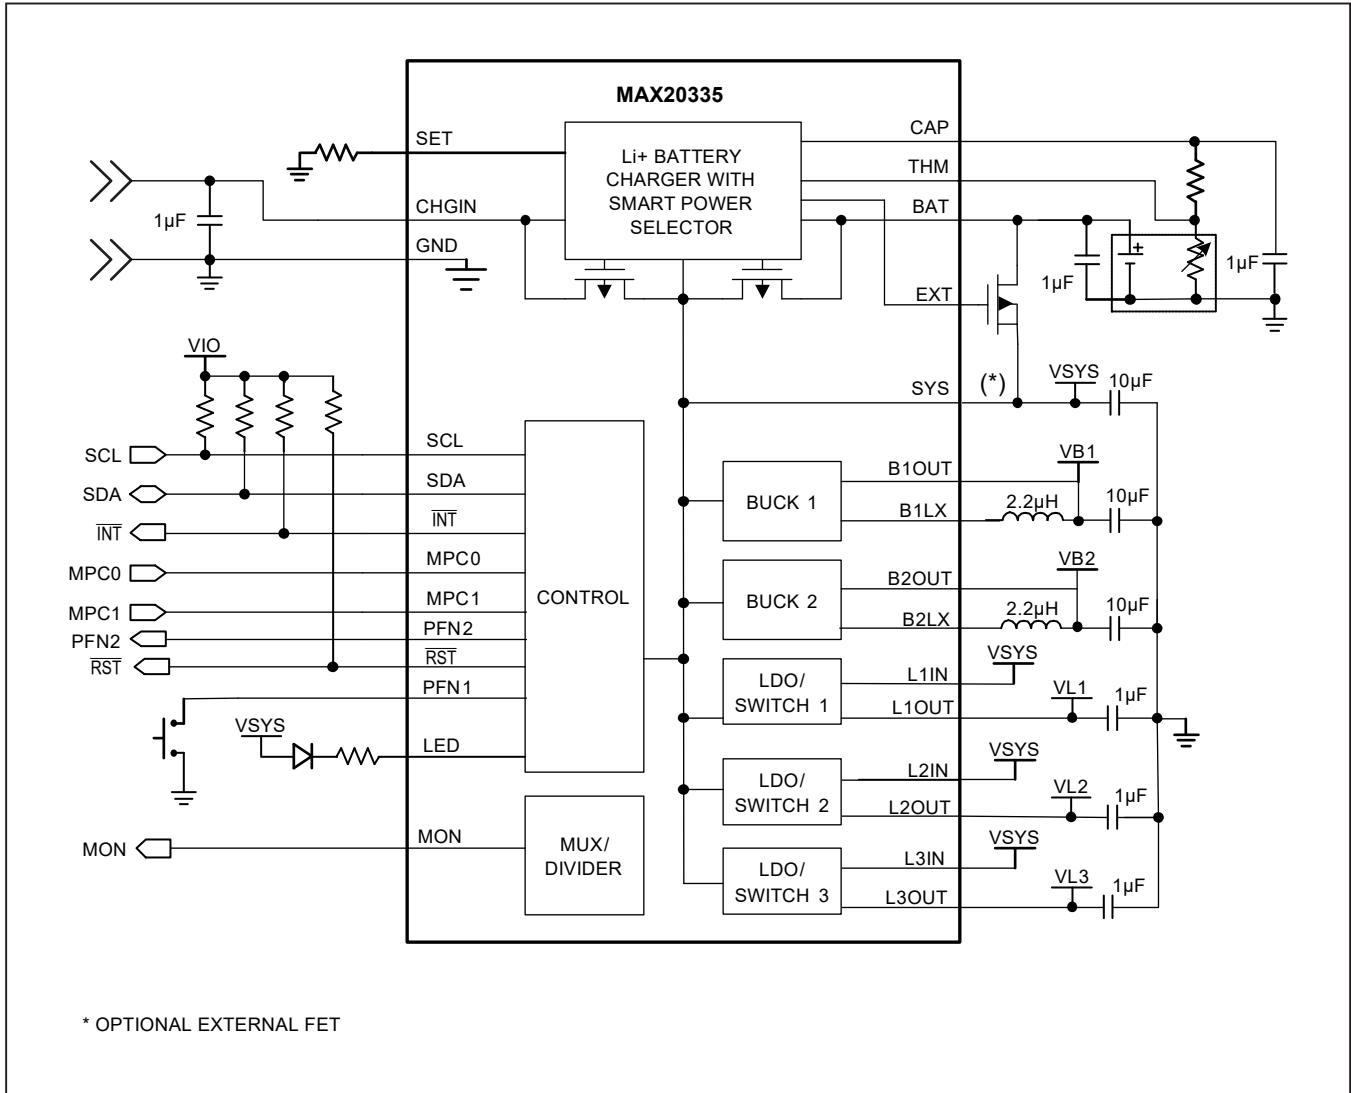 MAX20335
SET
CHGIN
GND
1µF
Li+ BATTERY
CHARGER WITH
SMART POWER
SELECTOR
CAP
THM
BAT
EXT
+
1µF
1µF
SYS
(*)
VSYS
10µF
VIO
SCL
SDA
INT
MPC0
MPC1
PFN2
RST
SCL
SDA
INT
MPC0
MPC1
PFN2
RST
PFN1
VSYS
LED
CONTROL
MON
MON
MUX/
DIVIDER
BUCK 1
B1OUT
B1LX
2.2µH
VB1
10µF
BUCK 2
B2OUT
B2LX
2.2µH
VB2
10µF
LDO/
SWITCH 1
L1IN
L1OUT
VSYS
VL1
1µF
LDO/
SWITCH 2
L2IN
L2OUT
VSYS
VL2
1µF
LDO/
SWITCH 3
L3IN
L3OUT
VSYS
VL3
1µF
* OPTIONAL EXTERNAL FET